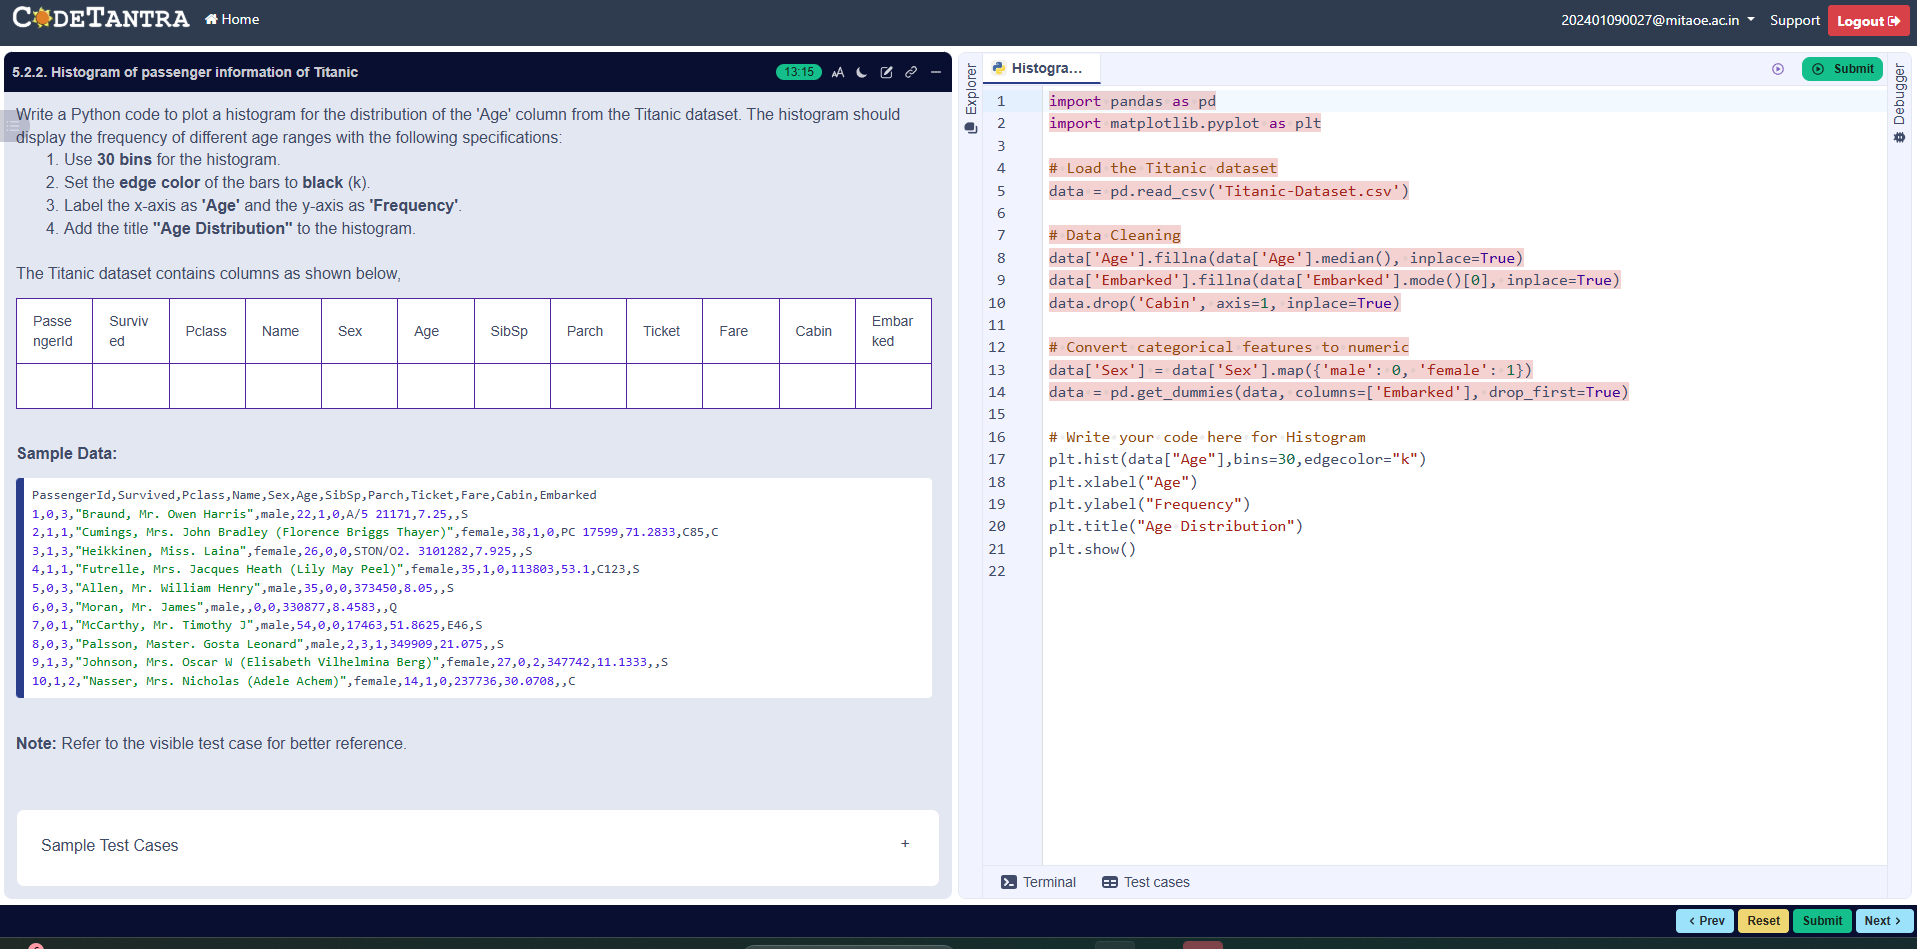 CODETANTRA Home 202401090027@mitaoe.ac.in Support Logout
5.2.2. Histogram of passenger information of Titanic 13:15
Write a Python code to plot a histogram for the distribution of the 'Age' column from the Titanic dataset. The histogram should
display the frequency of different age ranges with the following specifications:
1. Use 30 bins for the histogram.
2. Set the edge color of the bars to black (k).
3. Label the x-axis as 'Age' and the y-axis as 'Frequency'.
4. Add the title "Age Distribution" to the histogram.
The Titanic dataset contains columns as shown below,
Passe
ngerId
Surviv
ed
Pclass
Name
Sex
Age
SibSp
Parch
Ticket
Fare
Cabin
Embar
ked
Sample Data:
PassengerId,Survived,Pclass,Name,Sex,Age,SibSp,Parch,Ticket,Fare,Cabin,Embarked
1,0,3,"Braund, Mr. Owen Harris",male,22,1,0,A/5 21171,7.25,,S
2,1,1,"Cumings, Mrs. John Bradley (Florence Briggs Thayer)",female,38,1,0,PC 17599,71.2833,C85,C
3,1,3,"Heikkinen, Miss. Laina",female,26,0,0,STON/O2. 3101282,7.925,,S
4,1,1,"Futrelle, Mrs. Jacques Heath (Lily May Peel)",female,35,1,0,113803,53.1,C123,S
5,0,3,"Allen, Mr. William Henry",male,35,0,0,373450,8.05,,S
6,0,3,"Moran, Mr. James",male,,0,0,330877,8.4583,,Q
7,0,1,"McCarthy, Mr. Timothy J",male,54,0,0,17463,51.8625,E46,S
8,0,3,"Palsson, Master. Gosta Leonard",male,2,3,1,349909,21.075,,S
9,1,3,"Johnson, Mrs. Oscar W (Elisabeth Vilhelmina Berg)",female,27,0,2,347742,11.1333,,S
10,1,2,"Nasser, Mrs. Nicholas (Adele Achem)",female,14,1,0,237736,30.0708,,C
Note: Refer to the visible test case for better reference.
Sample Test Cases +
Explorer
Histogra...
Submit
Debugger
1 import pandas as pd
2 import matplotlib.pyplot as plt
3
4 # Load the Titanic dataset
5 data = pd.read_csv('Titanic-Dataset.csv')
6
7 # Data Cleaning
8 data['Age'].fillna(data['Age'].median(), inplace=True)
9 data['Embarked'].fillna(data['Embarked'].mode()[0], inplace=True)
10 data.drop('Cabin', axis=1, inplace=True)
11
12 # Convert categorical features to numeric
13 data['Sex'] = data['Sex'].map({'male': 0, 'female': 1})
14 data = pd.get_dummies(data, columns=['Embarked'], drop_first=True)
15
16 # Write your code here for Histogram
17 plt.hist(data["Age"],bins=30,edgecolor="k")
18 plt.xlabel("Age")
19 plt.ylabel("Frequency")
20 plt.title("Age Distribution")
21 plt.show()
22
Terminal Test cases
< Prev Reset Submit Next >